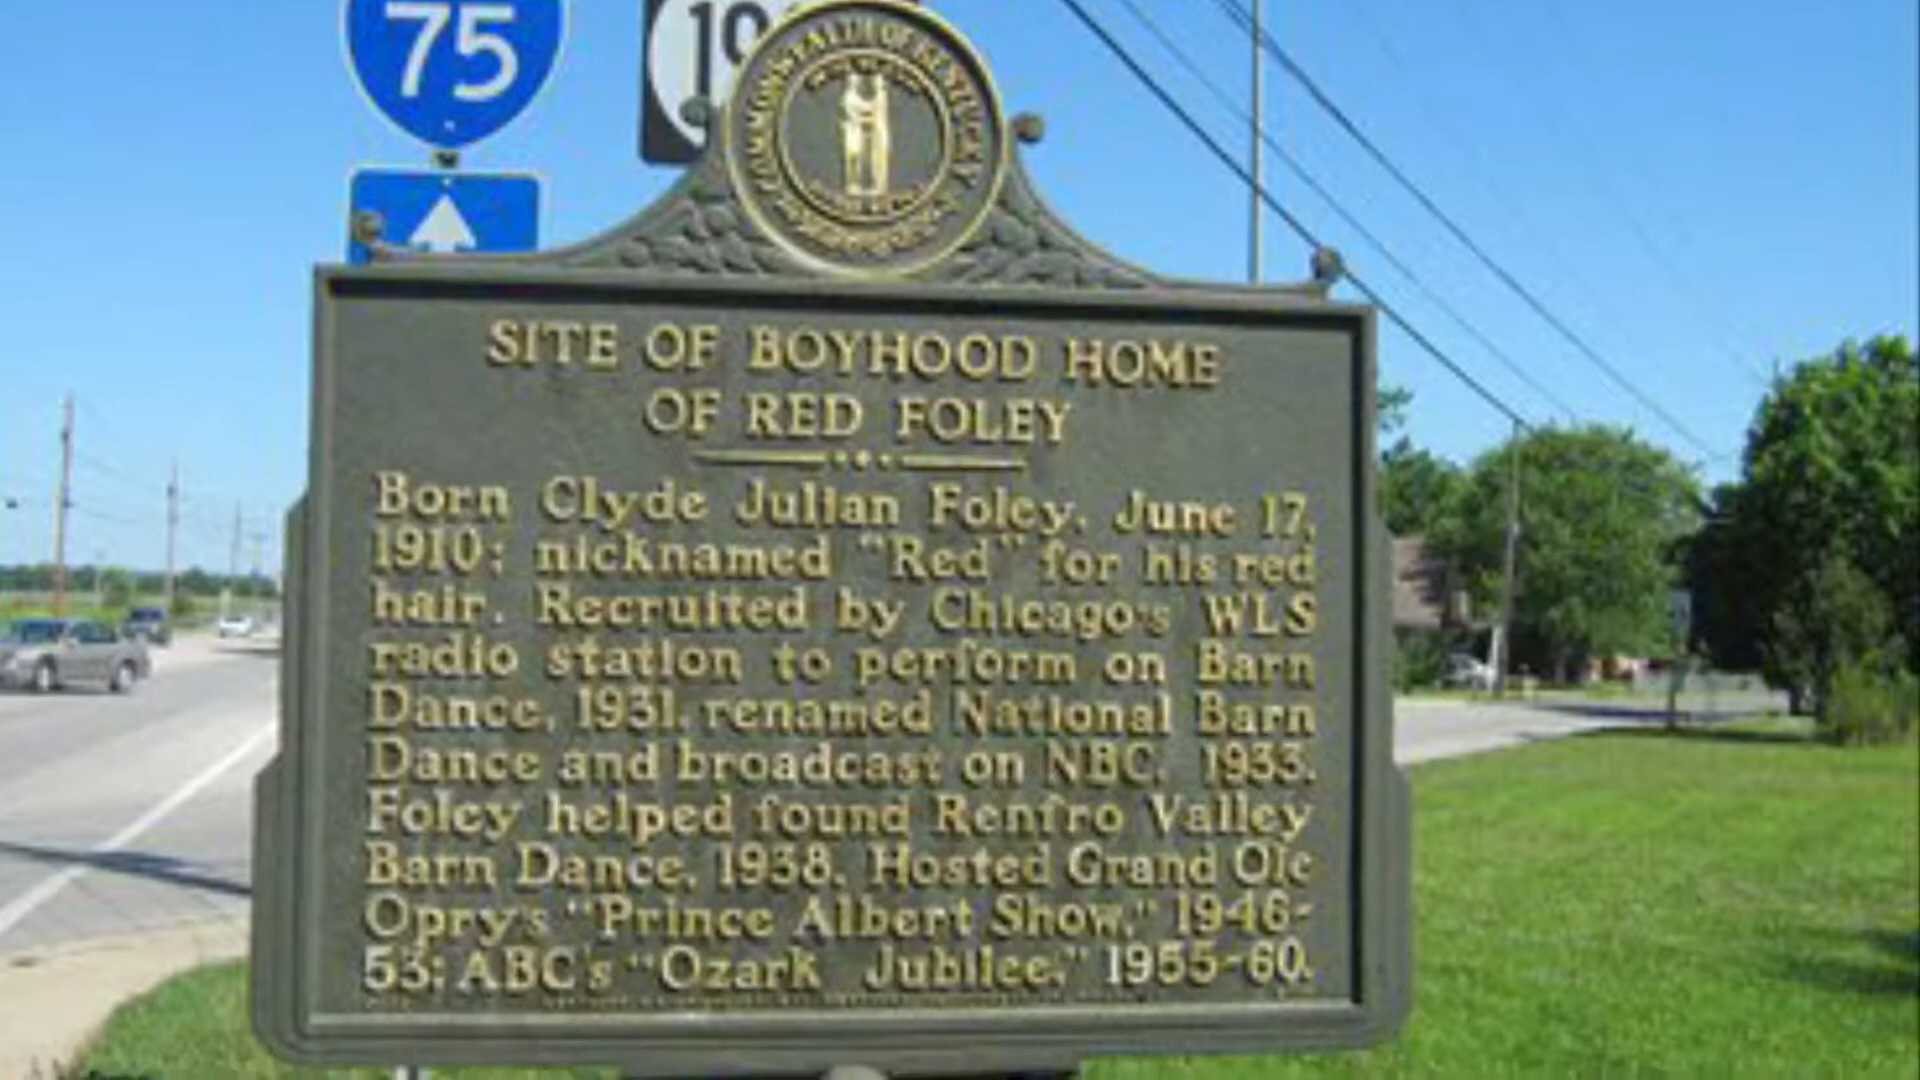 75
COMMONWEALTH OF KENTUCKY
SITE OF BOYHOOD HOME
OF RED FOLEY
Born Clyde Julian Foley, June 17,
1910; nicknamed "Red" for his red
hair. Recruited by Chicago's WLS
radio station to perform on Barn
Dance, 1931, renamed National Barn
Dance and broadcast on NBC, 1933.
Foley helped found Renfro Valley
Barn Dance, 1938. Hosted Grand Ole
Opry's "Prince Albert Show," 1946-
53; ABC's "Ozark Jubilee," 1955-60.